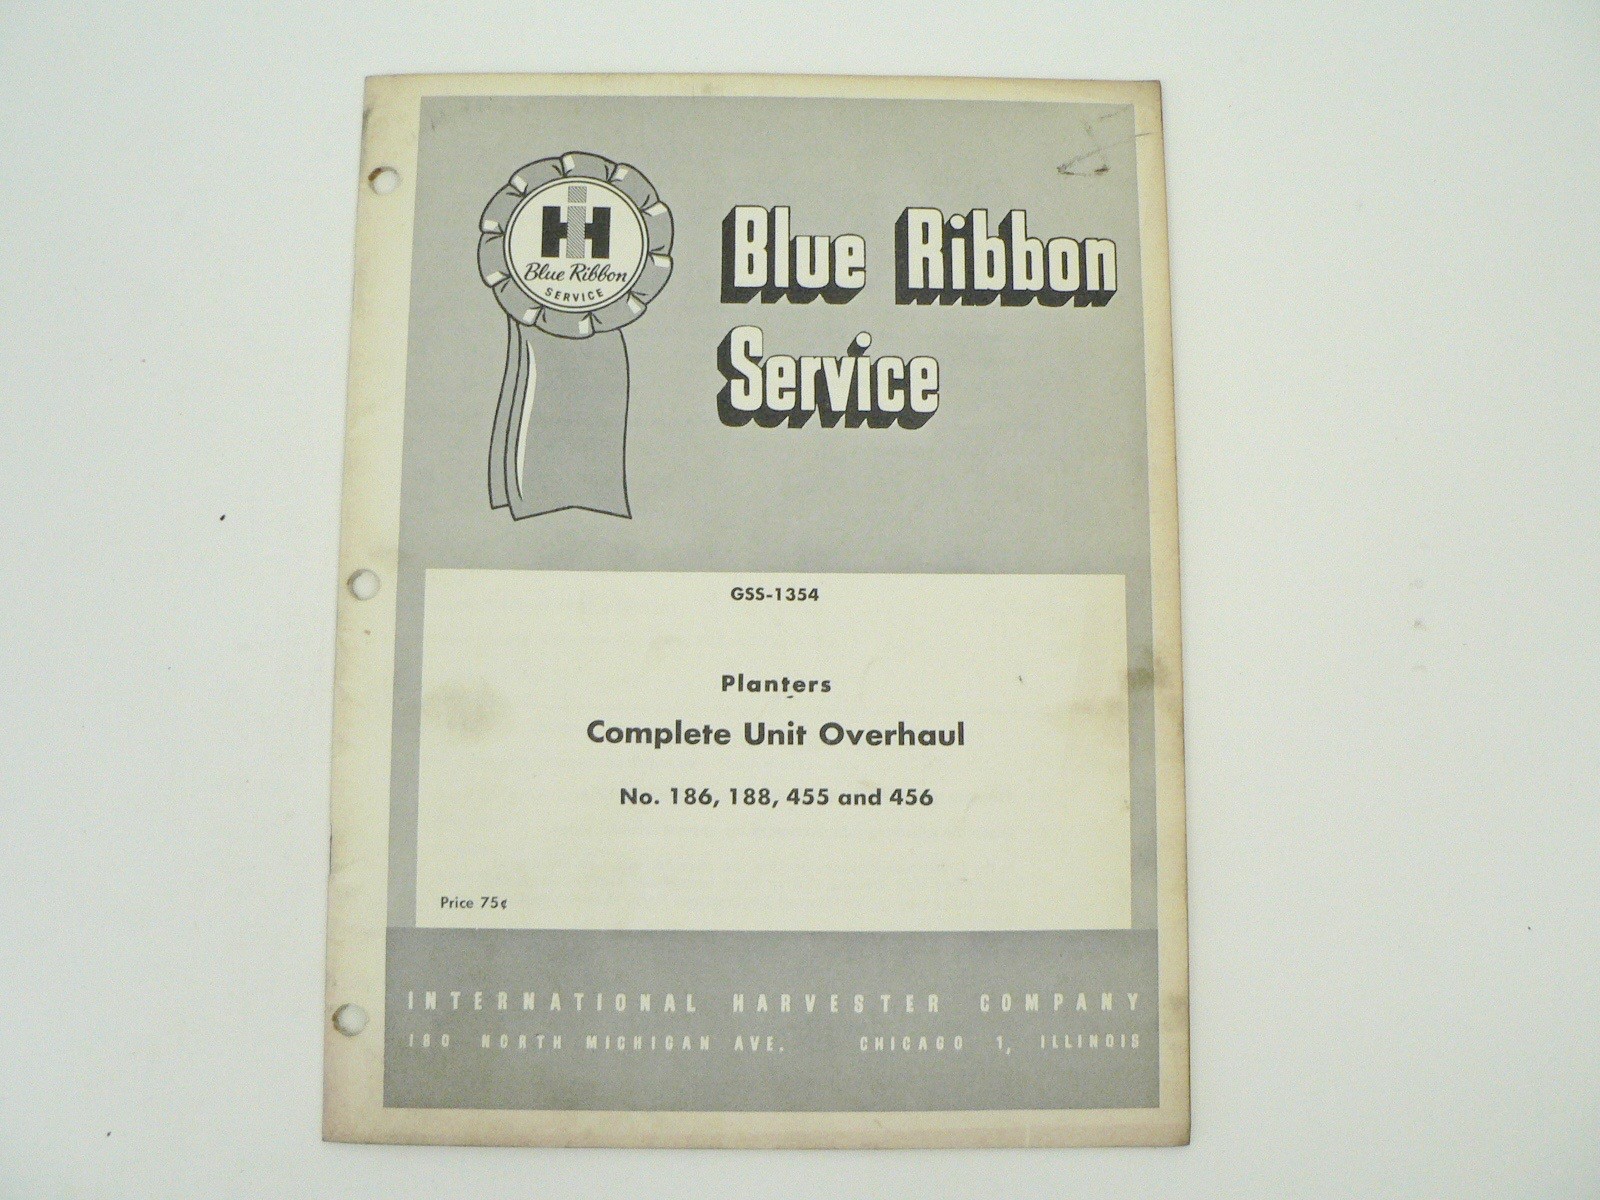 IH
Blue Ribbon
SERVICE
Blue Ribbon
Service
GSS-1354
Planters
Complete Unit Overhaul
No. 186, 188, 455 and 456
Price 75¢
INTERNATIONAL HARVESTER COMPANY
180 NORTH MICHIGAN AVE. CHICAGO 1, ILLINOIS